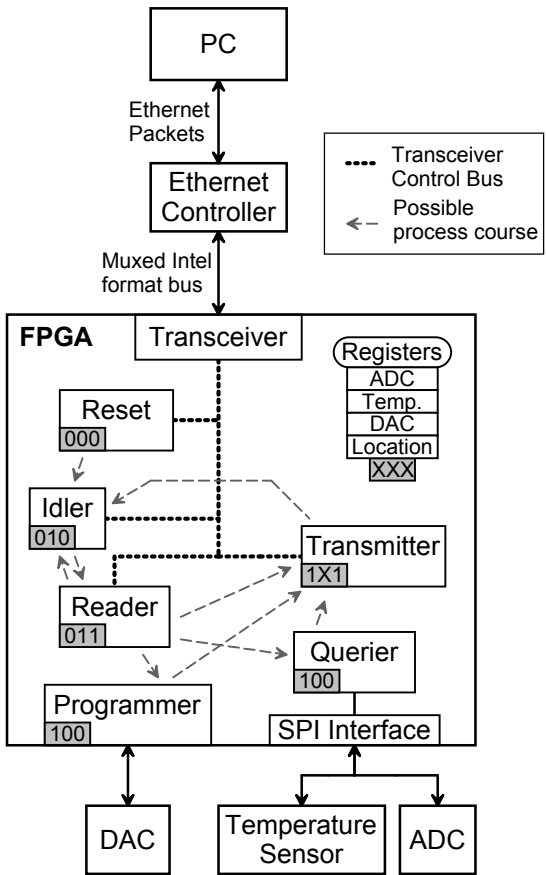 PC
Ethernet
Packets
Transceiver
Control Bus
Possible
process course
Ethernet
Controller
Muxed Intel
format bus
FPGA
Transceiver
Registers
ADC
Temp.
DAC
Location
XXX
Reset
000
Idler
010
Transmitter
1X1
Reader
011
Querier
100
Programmer
100
SPI Interface
DAC
Temperature
Sensor
ADC